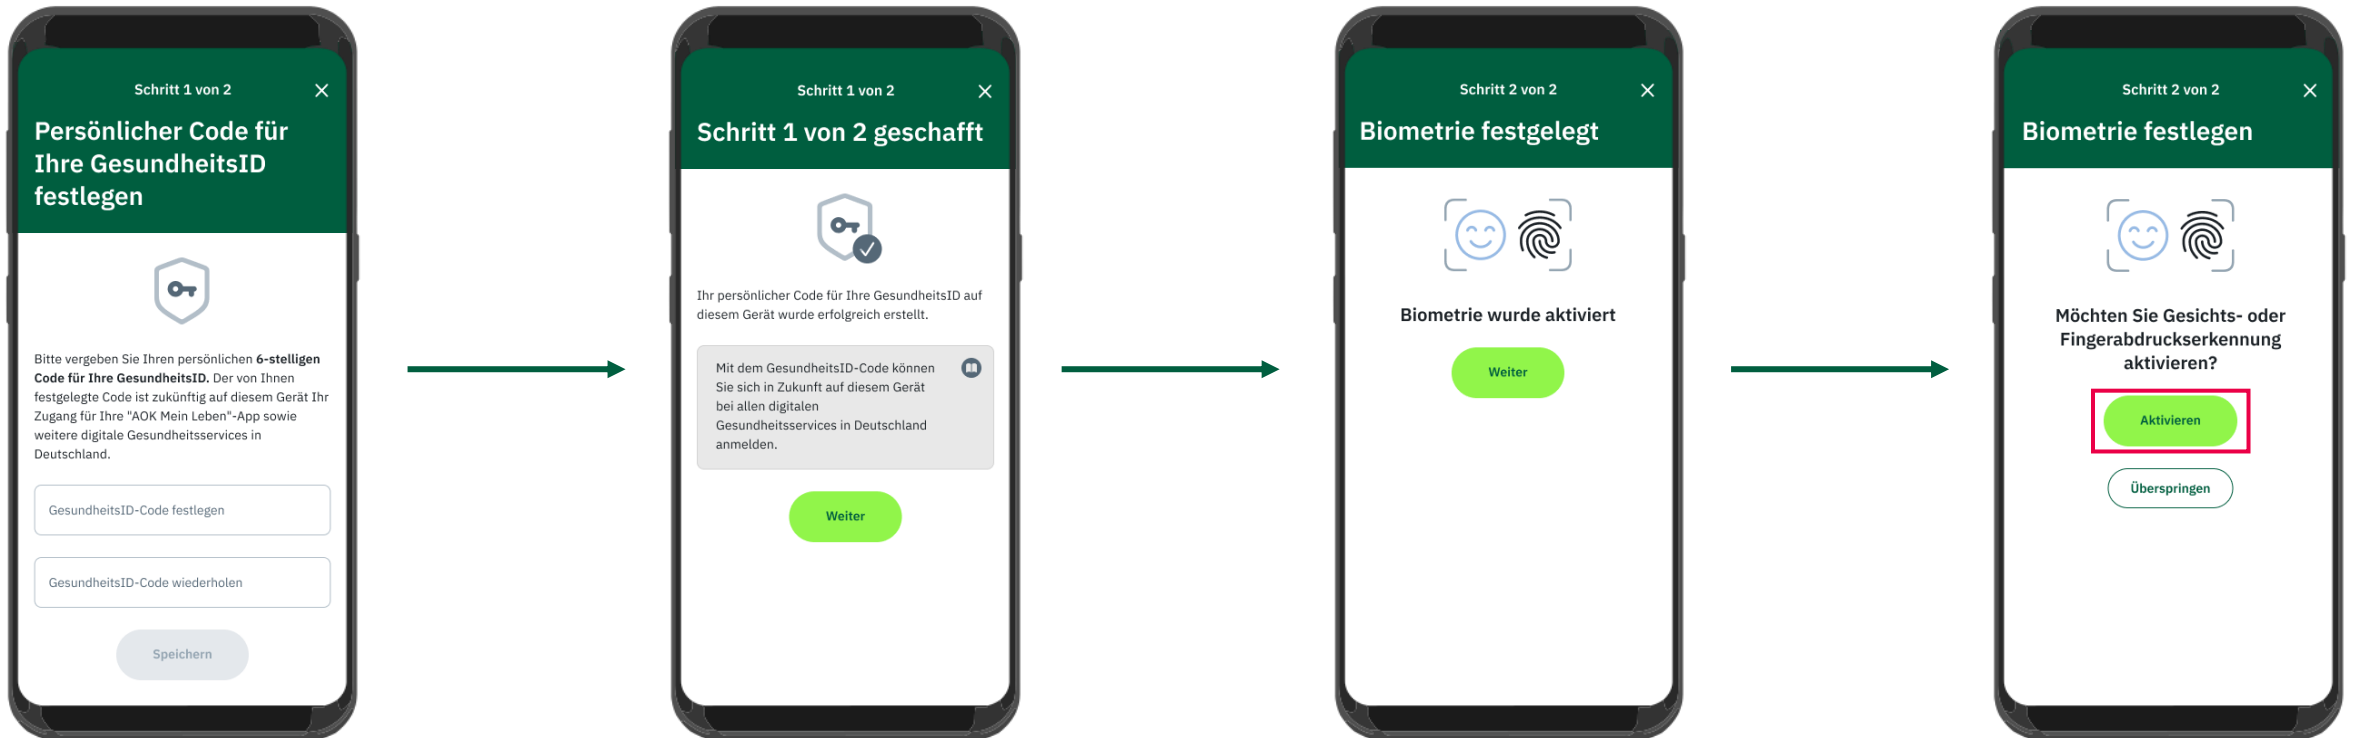 Schritt 1 von 2
Persönlicher Code für
Ihre GesundheitsID
festlegen
Bitte vergeben Sie Ihren persönlichen 6-stelligen
Code für Ihre GesundheitsID. Der von Ihnen
festgelegte Code ist zukünftig auf diesem Gerät Ihr
Zugang für Ihre "AOK Mein Leben"-App sowie
weitere digitale Gesundheitsservices in
Deutschland.
GesundheitsID-Code festlegen
GesundheitsID-Code wiederholen
Speichern
Schritt 1 von 2
Schritt 1 von 2 geschafft
Ihr persönlicher Code für Ihre GesundheitsID auf
diesem Gerät wurde erfolgreich erstellt.
Mit dem GesundheitsID-Code können
Sie sich in Zukunft auf diesem Gerät
bei allen digitalen
Gesundheitsservices in Deutschland
anmelden.
Weiter
Schritt 2 von 2
Biometrie festgelegt
Biometrie wurde aktiviert
Weiter
Schritt 2 von 2
Biometrie festlegen
Möchten Sie Gesichts- oder
Fingerabdruckserkennung
aktivieren?
Aktivieren
Überspringen